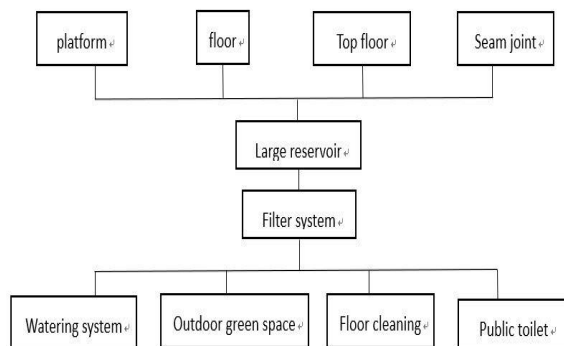 platform
floor
Top floor
Seam joint
Large reservoir
Filter system
Watering system
Outdoor green space
Floor cleaning
Public toilet